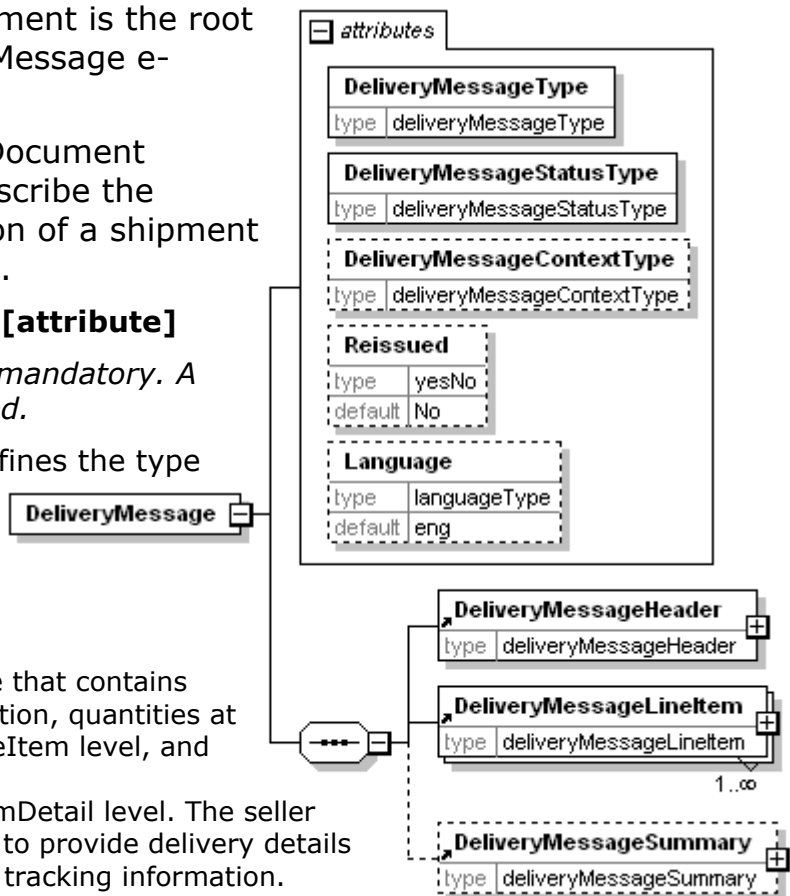 ment is the root
Message e-
Document
scribe the
on of a shipment
.
[attribute]
mandatory. A
d.
fines the type
e that contains
tion, quantities at
eItem level, and
mDetail level. The seller
to provide delivery details
tracking information.
DeliveryMessage
attributes
DeliveryMessageType
type deliveryMessageType
DeliveryMessageStatusType
type deliveryMessageStatusType
DeliveryMessageContextType
type deliveryMessageContextType
Reissued
type yesNo
default No
Language
type languageType
default eng
DeliveryMessageHeader
type deliveryMessageHeader
DeliveryMessageLineItem
type deliveryMessageLineItem
1..∞
DeliveryMessageSummary
type deliveryMessageSummary